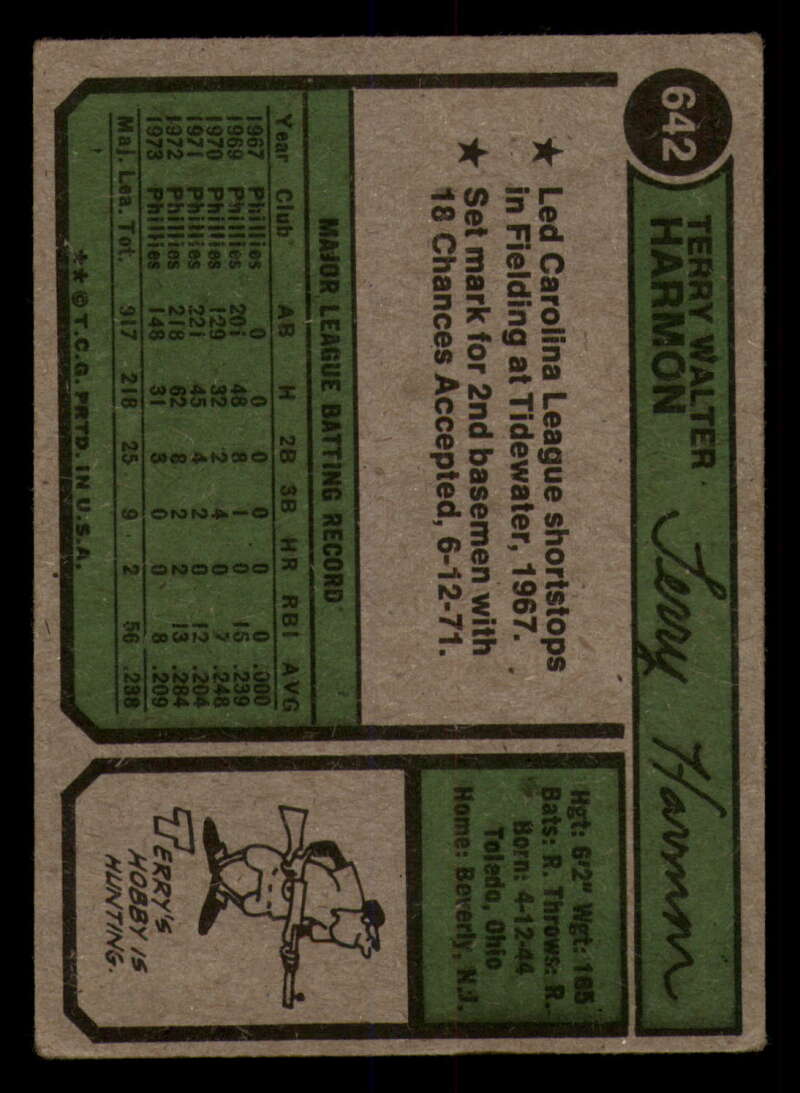 642
TERRY WALTER
HARMON
Terry Harmon
★ Led Carolina League shortstops
in Fielding at Tidewater, 1967.
★ Set mark for 2nd basemen with
18 Chances Accepted, 6-12-71.
Hgt: 6'2" Wgt: 165
Bats: R. Throws: R.
Born: 4-12-44
Toledo, Ohio
Home: Beverly, N.J.
MAJOR LEAGUE BATTING RECORD
Year Club AB H 2B 3B HR RBI AVG
1967 Phillies 0 0 0 0 0 0 .000
1969 Phillies 201 48 8 1 0 16 .239
1970 Phillies 129 32 2 4 0 7 .248
1971 Phillies 221 45 4 2 0 12 .204
1972 Phillies 218 62 8 2 2 13 .284
1973 Phillies 148 31 3 0 0 8 .209
Maj. Lea. Tot. 917 218 25 9 2 56 .238
** © T.C.G. PRTD. IN U.S.A.
TERRY'S
HOBBY IS
HUNTING.